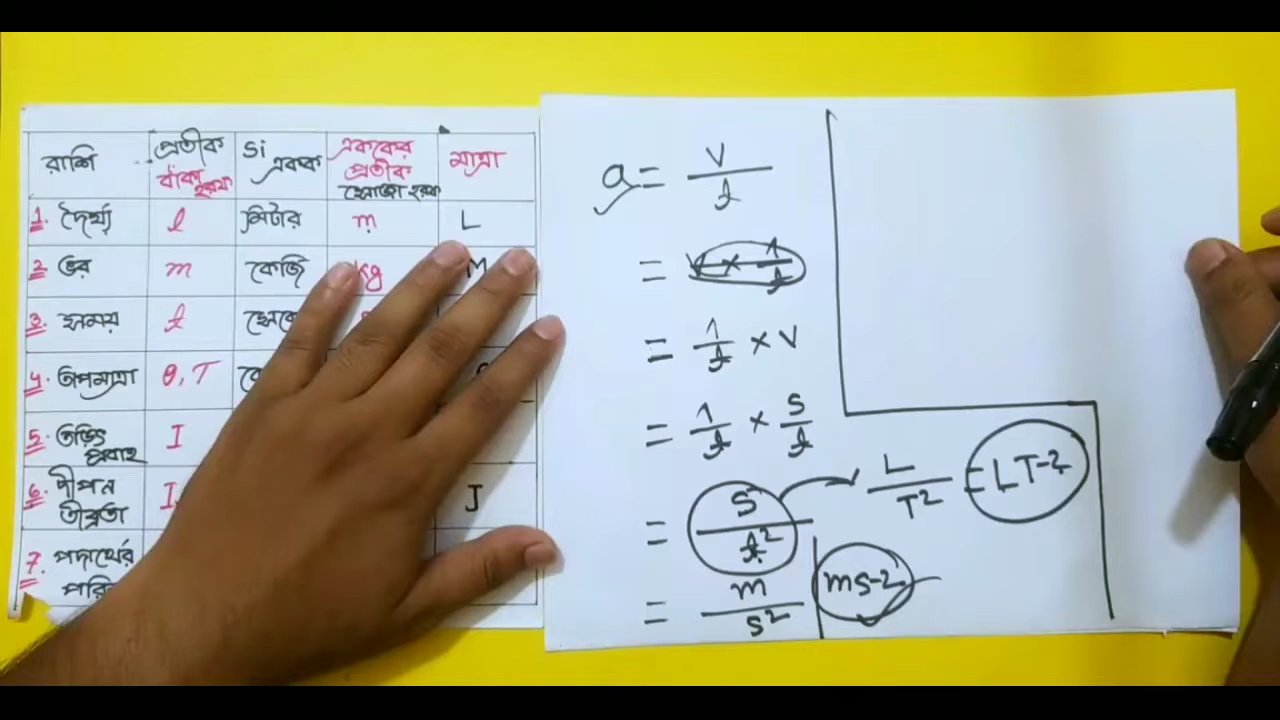 রাশি প্রতীক বাঁকা হরফ Si একক এককের প্রতীক সোজা হরফ মাত্রা
1. দৈর্ঘ্য l মিটার m L
2. ভর m কেজি kg M
3. সময় t
4. তাপমাত্রা θ, T
5. তড়িৎ প্রবাহ I
6. দীপন তীব্রতা I J
7. পদার্থের
a = V/t
= V × 1/t
= 1/t × V
= 1/t × S/t
= S/t² → L/T² = LT-2
= m/s² ms-2